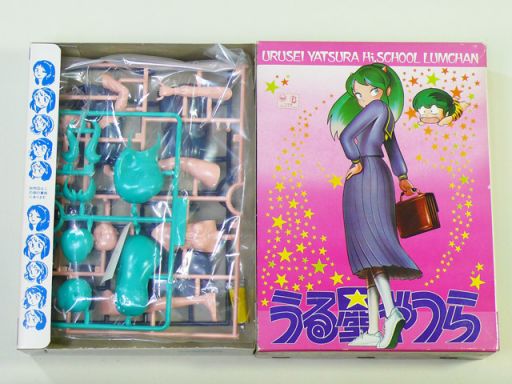 URUSEI YATSURA Hi.SCHOOL LUMCHAN
うる星やつら